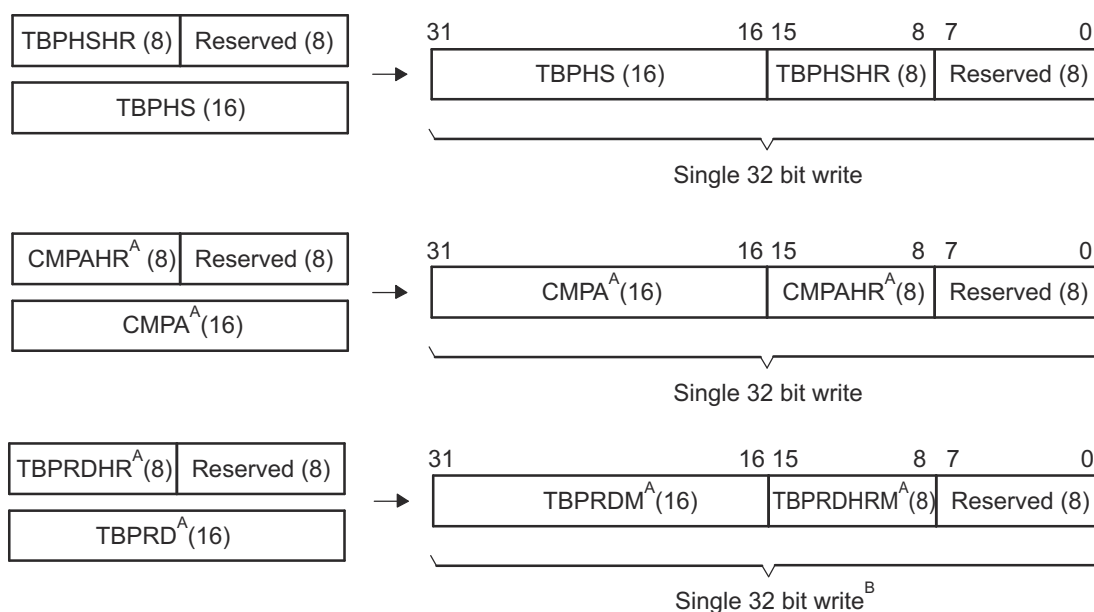 31 16 15 8 7 0
TBPHSHR (8) Reserved (8) TBPHS (16) TBPHSHR (8) Reserved (8)
TBPHS (16)
Single 32 bit write
31 16 15 8 7 0
CMPAHR^A (8) Reserved (8) CMPA^A(16) CMPAHR^A(8) Reserved (8)
CMPA^A(16)
Single 32 bit write
31 16 15 8 7 0
TBPRDHR^A(8) Reserved (8) TBPRDM^A(16) TBPRDHRM^A(8) Reserved (8)
TBPRD^A(16)
Single 32 bit write^B